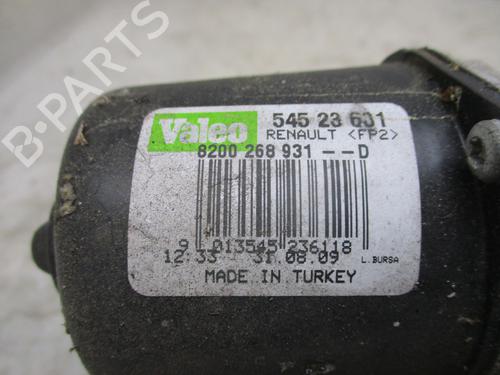 Valeo
545 23 631
RENAULT <FP2>
8200 268 931 -- D
9 013545 236118
12:33 31.08.09 L.BURSA
MADE IN TURKEY